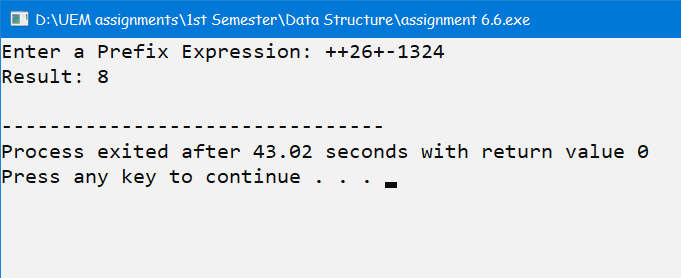 D:\UEM assignments\1st Semester\Data Structure\assignment 6.6.exe
Enter a Prefix Expression: ++26+-1324
Result: 8
--------------------------------
Process exited after 43.02 seconds with return value 0
Press any key to continue . . .